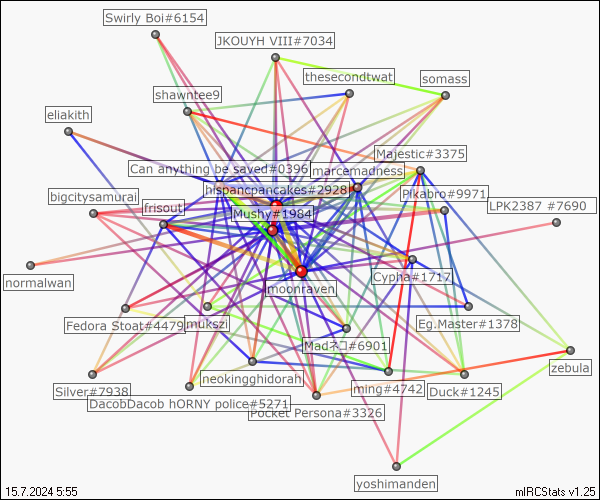 Swirly Boi#6154
JKOUYH VIII#7034
thesecondtwat
somass
shawntee9
eliakith
Majestic#3375
Can anything be saved#0396
marcemadness
hispancpancakes#2928
Pikabro#9971
bigcitysamurai
frisout
Mushy#1984
LPK2387 #7690
Cypha#1717
normalwan
moonraven
Fedora Stoat#4479
mukszi
Eg.Master#1378
Madネコ#6901
zebula
neokingghidorah
Silver#7938
ming#4742
Duck#1245
DacobDacob hORNY police#5271
Pocket Persona#3326
yoshimanden
15.7.2024 5:55
mIRCStats v1.25